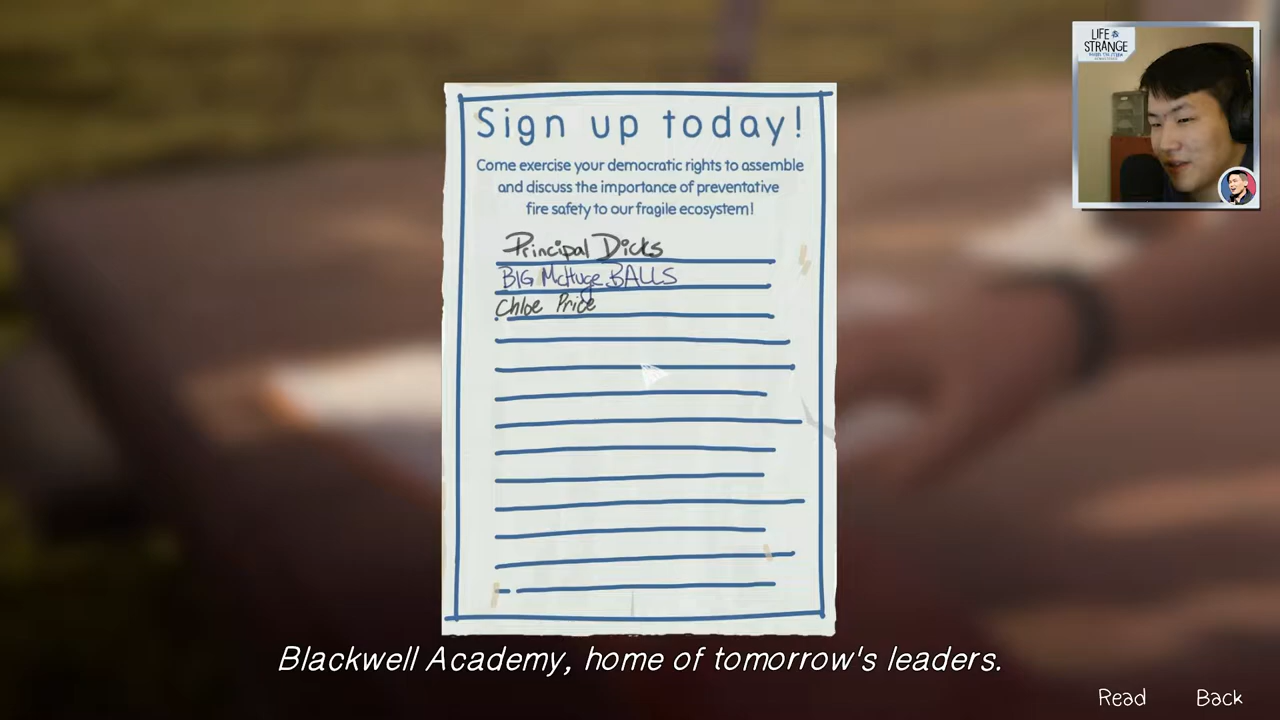 LIFE IS
STRANGE
Sign up today!
Come exercise your democratic rights to assemble
and discuss the importance of preventative
fire safety to our fragile ecosystem!
Principal Dicks
BIG McHuge BALLS
Chloe Price
Blackwell Academy, home of tomorrow's leaders.
Read Back